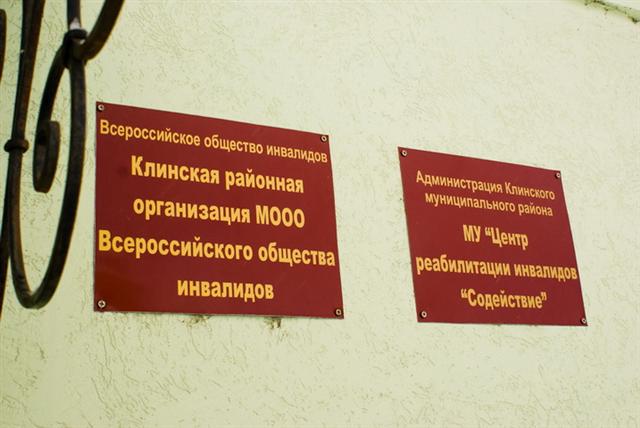 Всероссийское общество инвалидов
Клинская районная
организация МООО
Всероссийского общества
инвалидов
Администрация Клинского
муниципального района
МУ "Центр
реабилитации инвалидов
"Содействие"